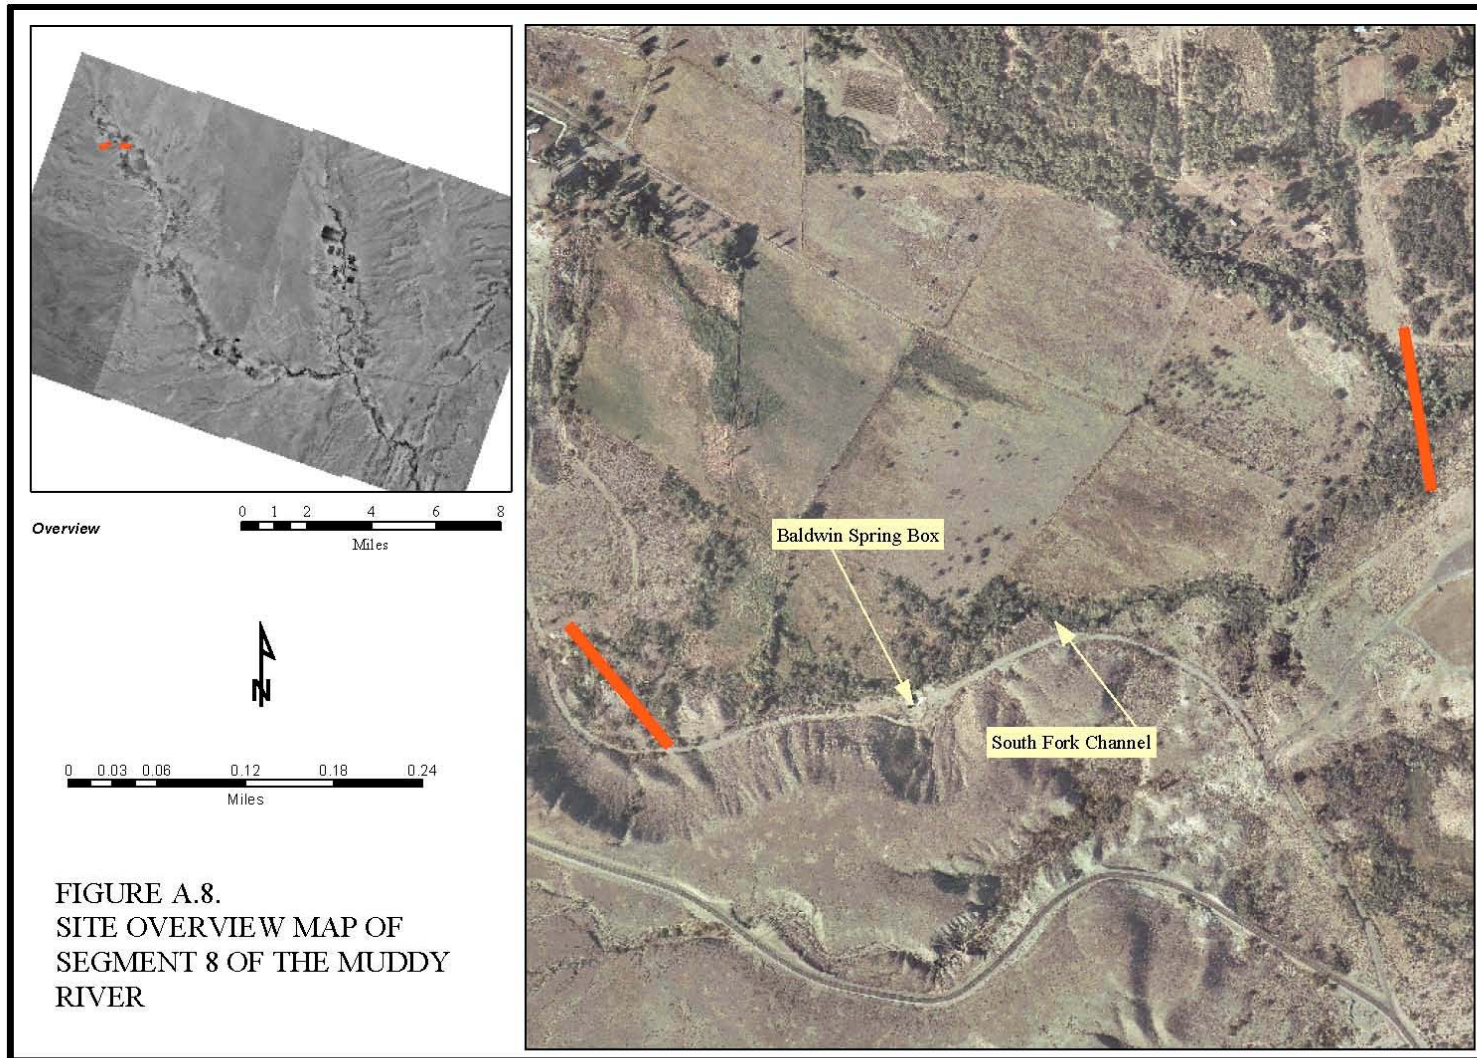 Overview
0 1 2 4 6 8
Miles
N
0 0.03 0.06 0.12 0.18 0.24
Miles
FIGURE A.8.
SITE OVERVIEW MAP OF
SEGMENT 8 OF THE MUDDY
RIVER
Baldwin Spring Box
South Fork Channel